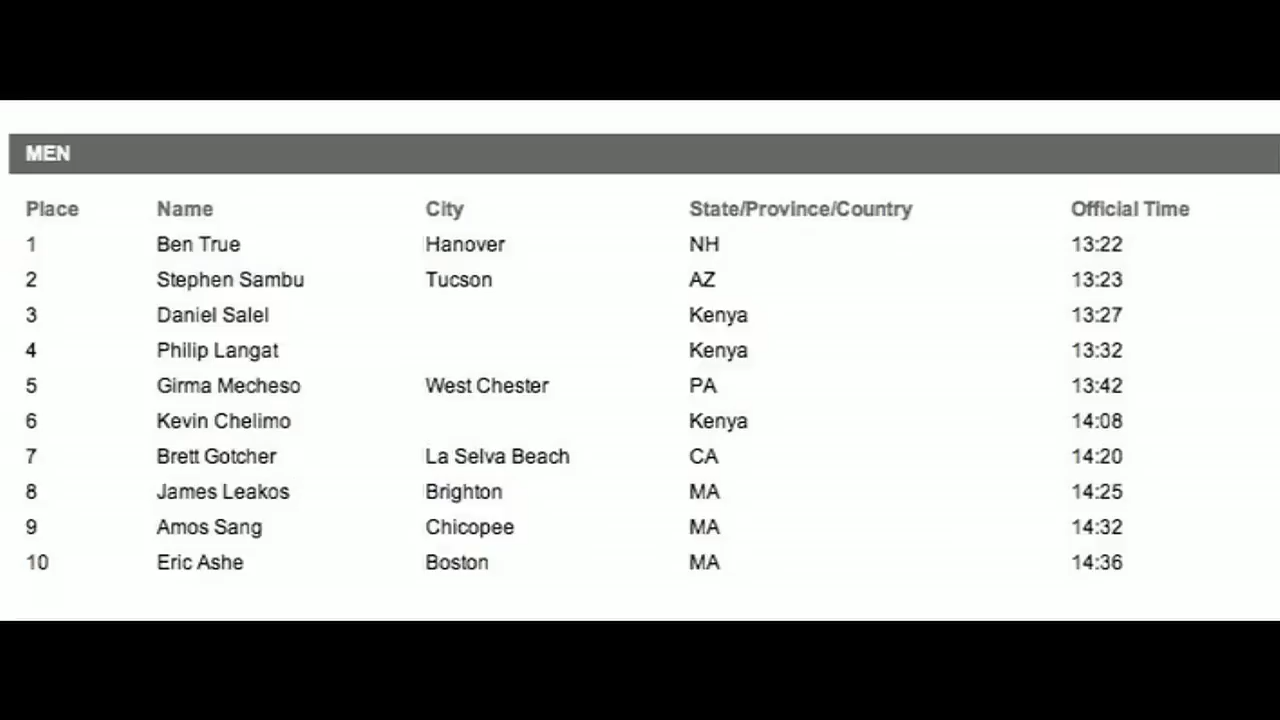 MEN
Place Name City State/Province/Country Official Time
1 Ben True Hanover NH 13:22
2 Stephen Sambu Tucson AZ 13:23
3 Daniel Salel Kenya 13:27
4 Philip Langat Kenya 13:32
5 Girma Mecheso West Chester PA 13:42
6 Kevin Chelimo Kenya 14:08
7 Brett Gotcher La Selva Beach CA 14:20
8 James Leakos Brighton MA 14:25
9 Amos Sang Chicopee MA 14:32
10 Eric Ashe Boston MA 14:36